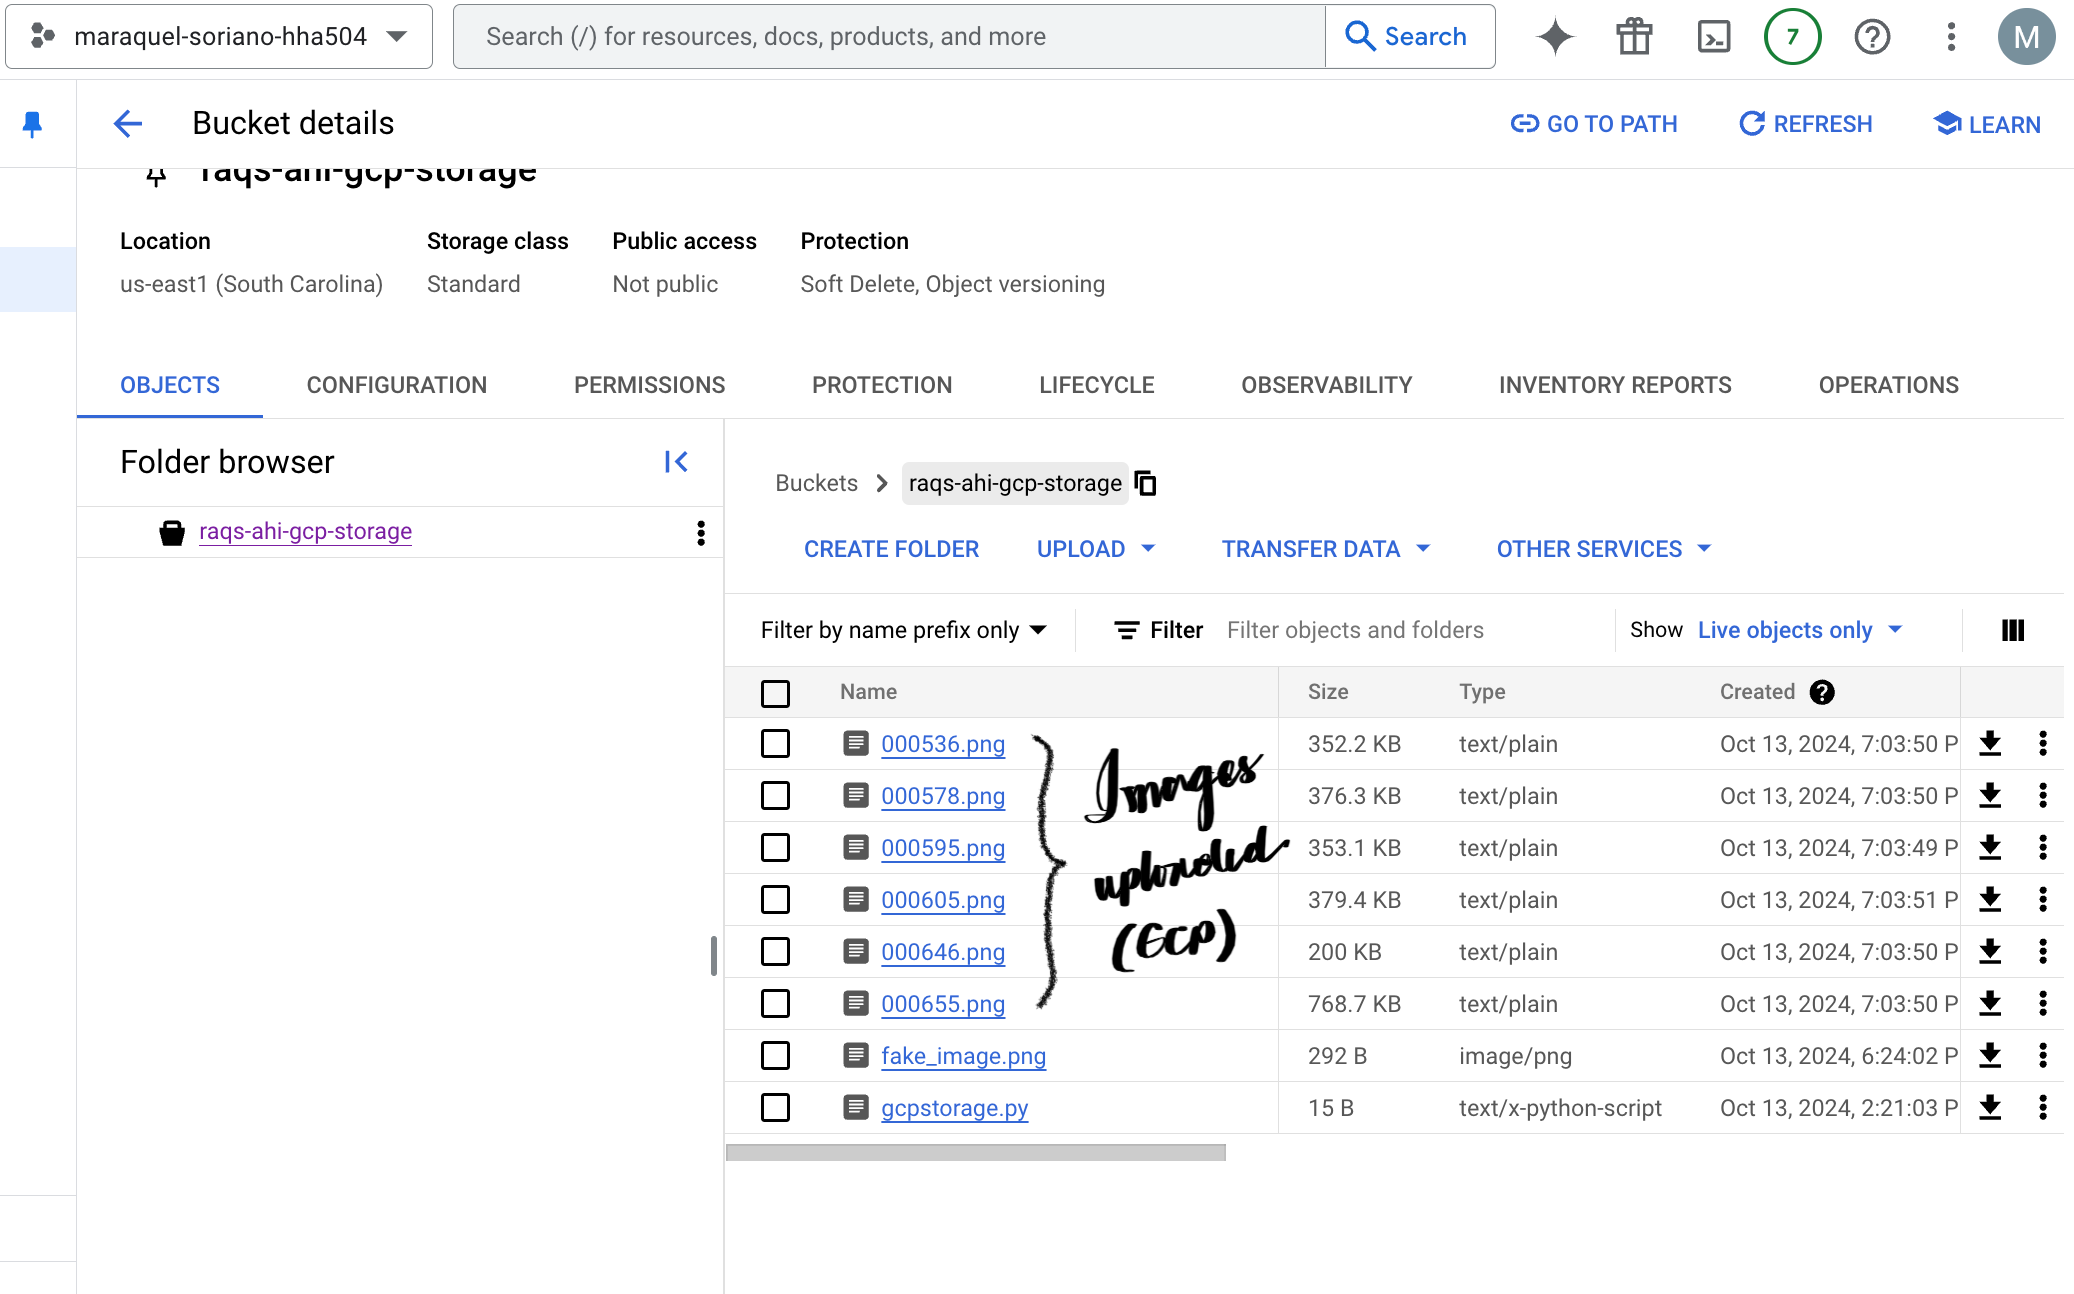 maraquel-soriano-hha504
Search (/) for resources, docs, products, and more
Search
7
M
Bucket details
GO TO PATH
REFRESH
LEARN
raqs-ahi-gcp-storage
Location
us-east1 (South Carolina)
Storage class
Standard
Public access
Not public
Protection
Soft Delete, Object versioning
OBJECTS
CONFIGURATION
PERMISSIONS
PROTECTION
LIFECYCLE
OBSERVABILITY
INVENTORY REPORTS
OPERATIONS
Folder browser
raqs-ahi-gcp-storage
Buckets
raqs-ahi-gcp-storage
CREATE FOLDER
UPLOAD
TRANSFER DATA
OTHER SERVICES
Filter by name prefix only
Filter
Filter objects and folders
Show
Live objects only
Name Size Type Created
000536.png 352.2 KB text/plain Oct 13, 2024, 7:03:50 P
000578.png 376.3 KB text/plain Oct 13, 2024, 7:03:50 P
000595.png 353.1 KB text/plain Oct 13, 2024, 7:03:49 P
000605.png 379.4 KB text/plain Oct 13, 2024, 7:03:51 P
000646.png 200 KB text/plain Oct 13, 2024, 7:03:50 P
000655.png 768.7 KB text/plain Oct 13, 2024, 7:03:50 P
fake_image.png 292 B image/png Oct 13, 2024, 6:24:02 P
gcpstorage.py 15 B text/x-python-script Oct 13, 2024, 2:21:03 P
Images
uploaded
(GCP)